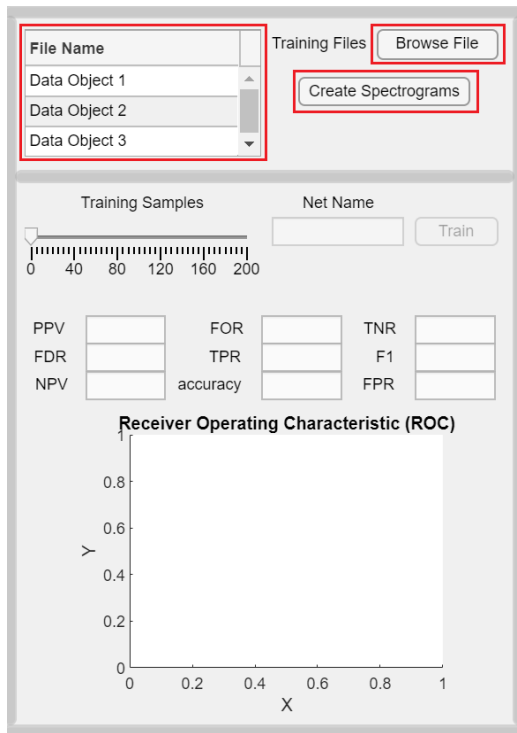 File Name
Training Files
Browse File
Data Object 1
Create Spectrograms
Data Object 2
Data Object 3
Training Samples
Net Name
Train
0 40 80 120 160 200
PPV FOR TNR
FDR TPR F1
NPV accuracy FPR
Receiver Operating Characteristic (ROC)
1
0.8
0.6
Y
0.4
0.2
0
0 0.2 0.4 0.6 0.8 1
X